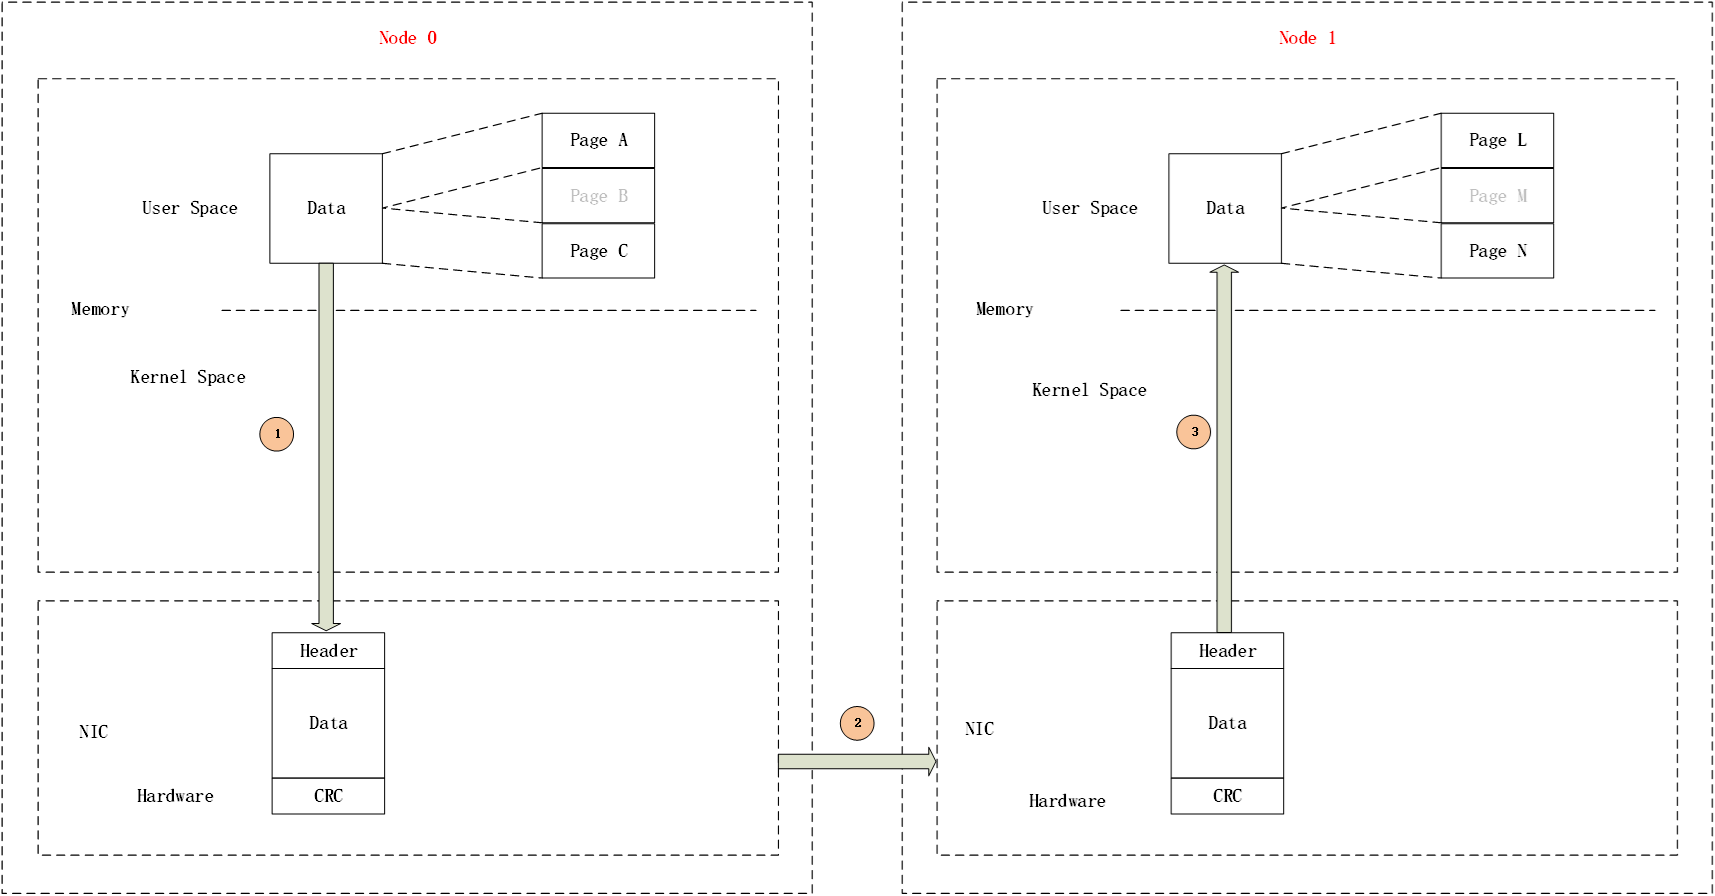 Node 0
Page A
User Space
Data
Page B
Page C
Memory
Kernel Space
1
Header
Data
NIC
Hardware
CRC
2
Node 1
Page L
User Space
Data
Page M
Page N
Memory
Kernel Space
3
Header
Data
NIC
Hardware
CRC